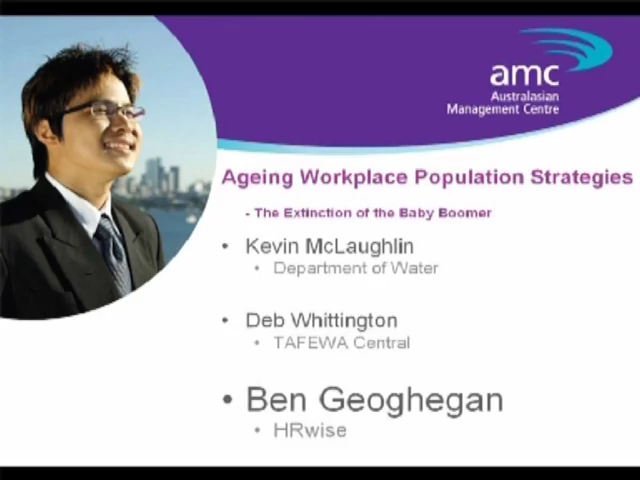 amc
Australasian
Management Centre
Ageing Workplace Population Strategies
- The Extinction of the Baby Boomer
• Kevin McLaughlin
• Department of Water
• Deb Whittington
• TAFEWA Central
• Ben Geoghegan
• HRwise